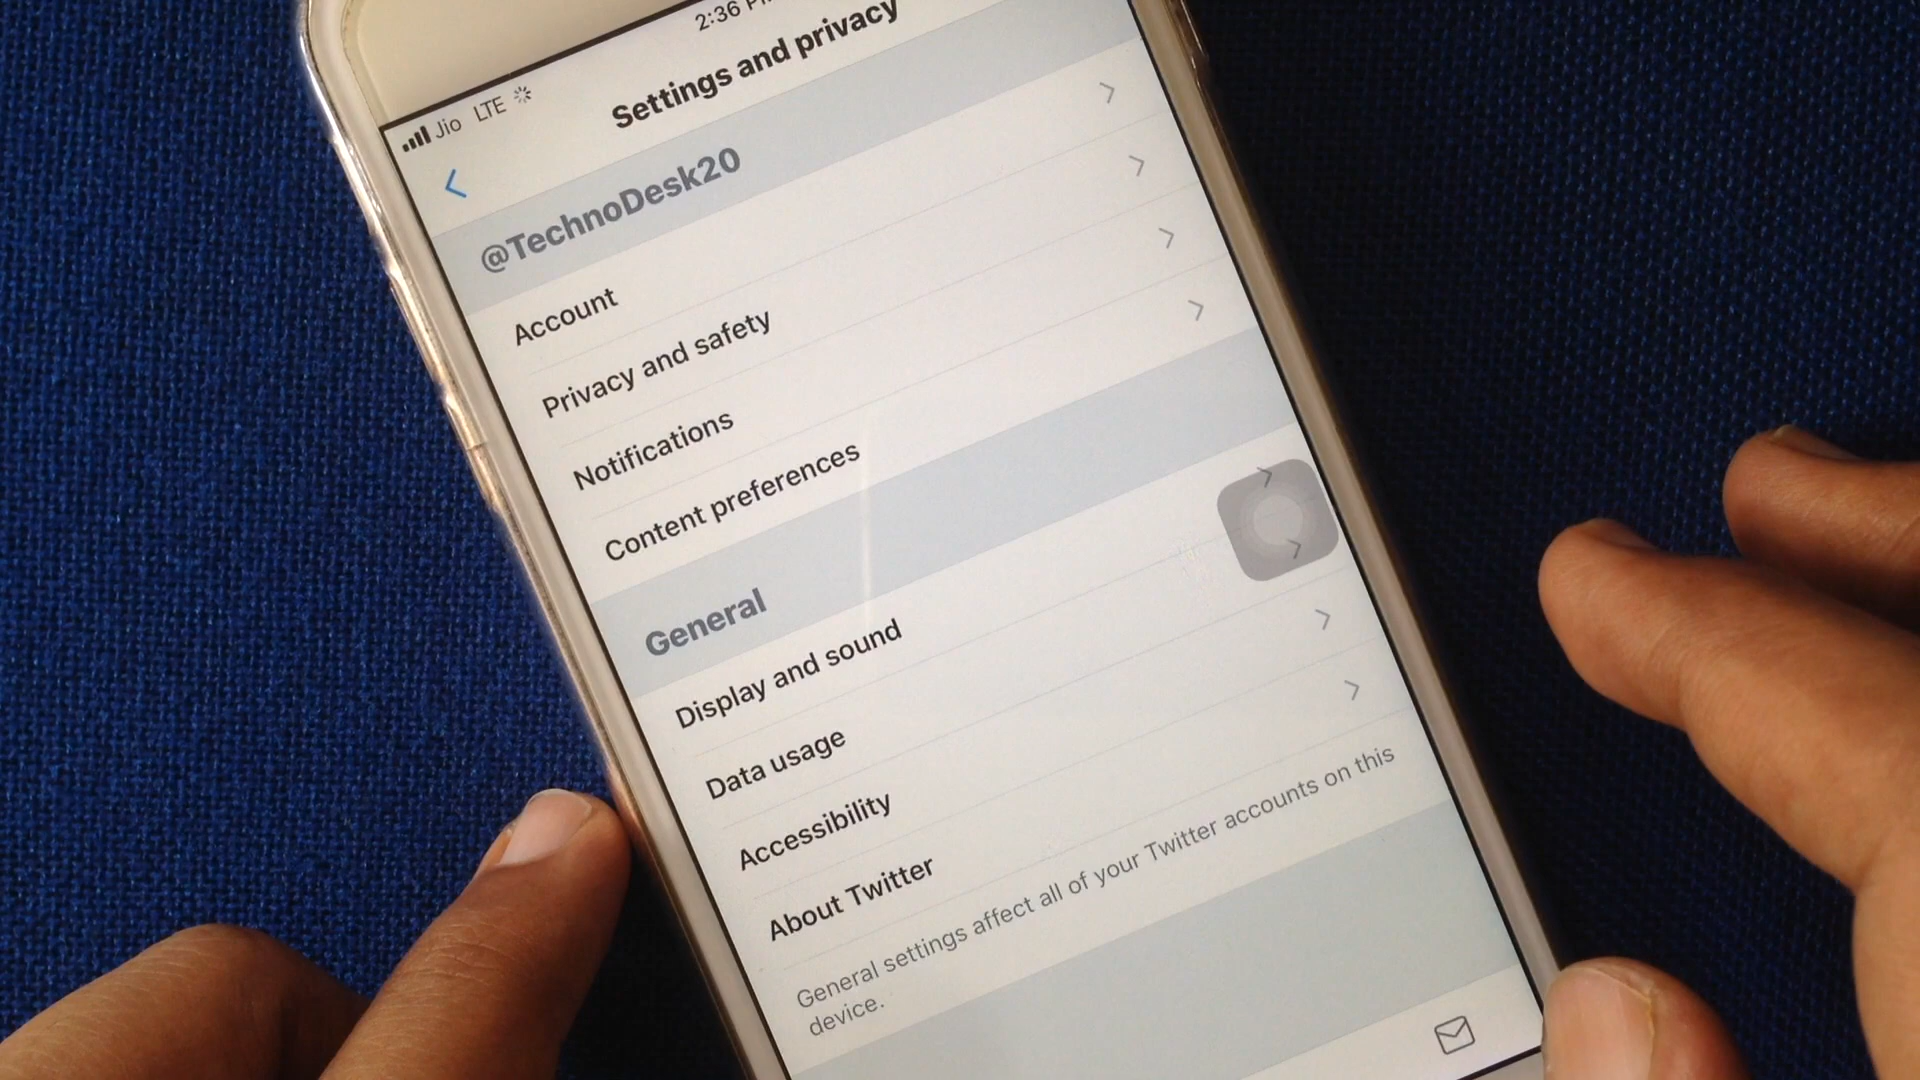 2:36
Jio LTE
Settings and privacy
@TechnoDesk20
Account
Privacy and safety
Notifications
Content preferences
General
Display and sound
Data usage
Accessibility
About Twitter
General settings affect all of your Twitter accounts on this
device.